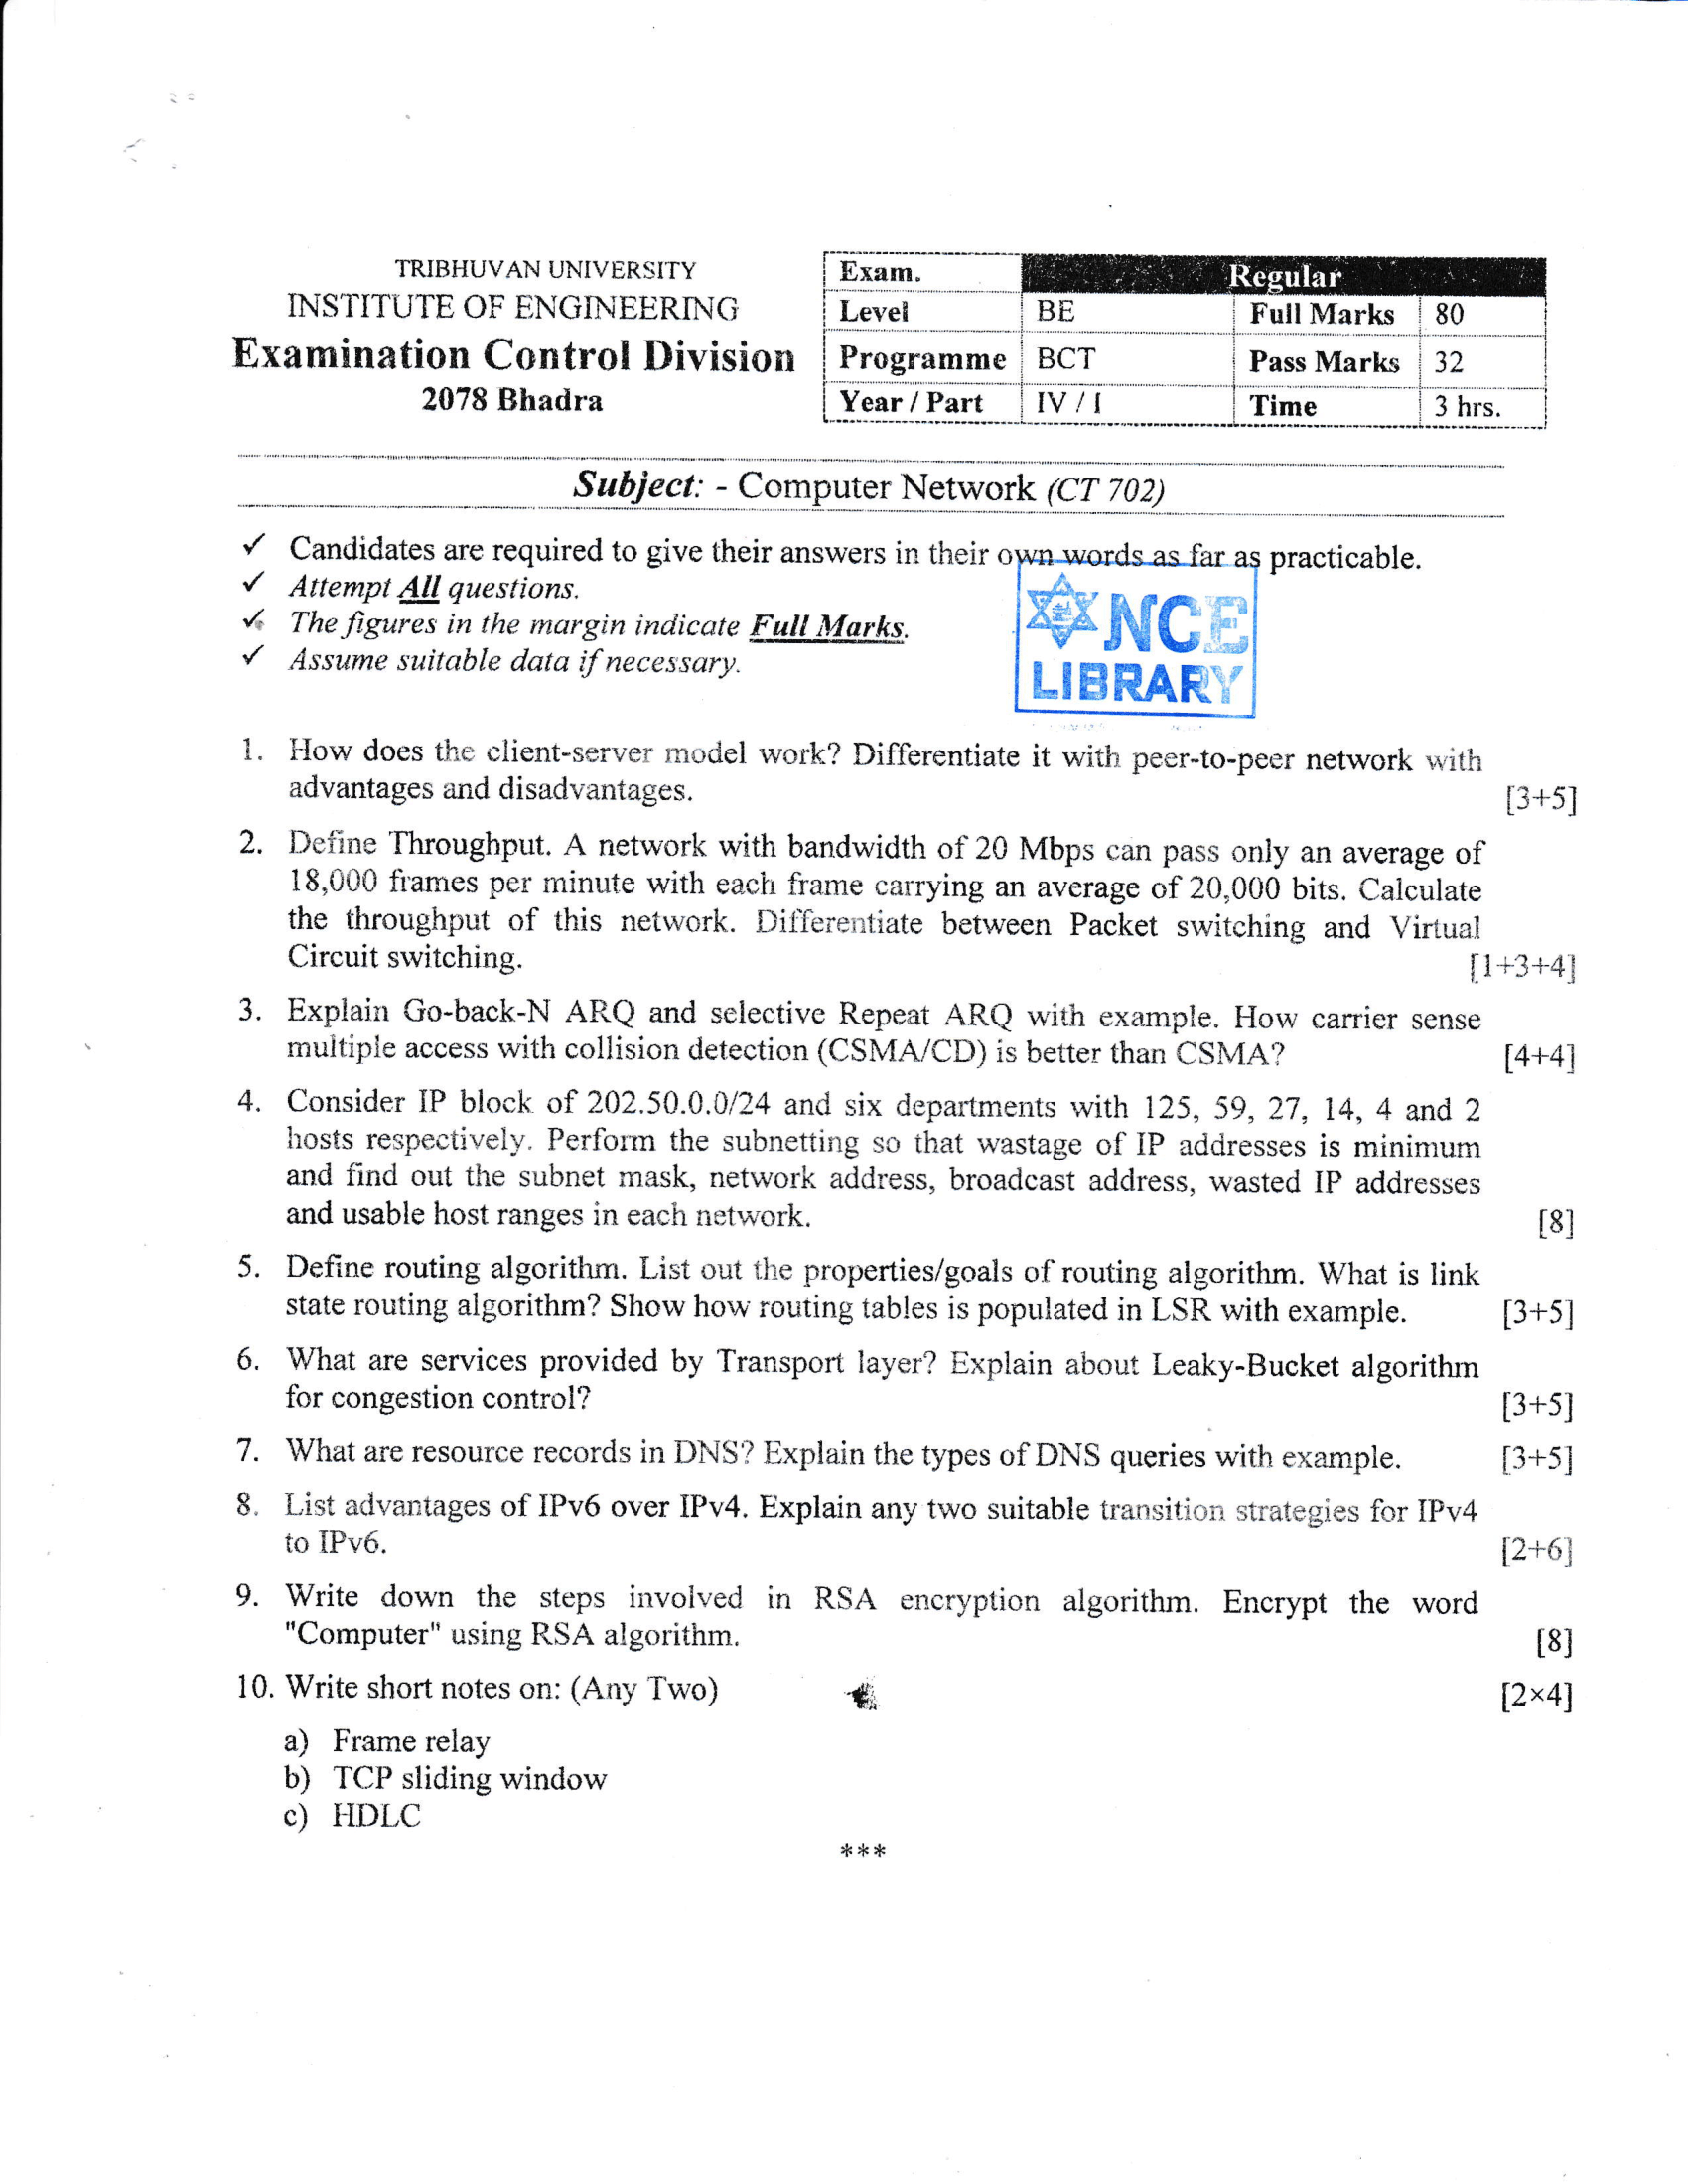 TRIBHUVAN UNIVERSITY
INSTITUTE OF ENGINEERING
Examination Control Division
2078 Bhadra
Exam. Regular
Level BE Full Marks 80
Programme BCT Pass Marks 32
Year / Part IV / I Time 3 hrs.
Subject: - Computer Network (CT 702)
✓ Candidates are required to give their answers in their own words as far as practicable.
✓ Attempt All questions.
✓ The figures in the margin indicate Full Marks.
✓ Assume suitable data if necessary.
NCE
LIBRARY
1. How does the client-server model work? Differentiate it with peer-to-peer network with
advantages and disadvantages. [3+5]
2. Define Throughput. A network with bandwidth of 20 Mbps can pass only an average of
18,000 frames per minute with each frame carrying an average of 20,000 bits. Calculate
the throughput of this network. Differentiate between Packet switching and Virtual
Circuit switching. [1+3+4]
3. Explain Go-back-N ARQ and selective Repeat ARQ with example. How carrier sense
multiple access with collision detection (CSMA/CD) is better than CSMA? [4+4]
4. Consider IP block of 202.50.0.0/24 and six departments with 125, 59, 27, 14, 4 and 2
hosts respectively. Perform the subnetting so that wastage of IP addresses is minimum
and find out the subnet mask, network address, broadcast address, wasted IP addresses
and usable host ranges in each network. [8]
5. Define routing algorithm. List out the properties/goals of routing algorithm. What is link
state routing algorithm? Show how routing tables is populated in LSR with example. [3+5]
6. What are services provided by Transport layer? Explain about Leaky-Bucket algorithm
for congestion control? [3+5]
7. What are resource records in DNS? Explain the types of DNS queries with example. [3+5]
8. List advantages of IPv6 over IPv4. Explain any two suitable transition strategies for IPv4
to IPv6. [2+6]
9. Write down the steps involved in RSA encryption algorithm. Encrypt the word
"Computer" using RSA algorithm. [8]
10. Write short notes on: (Any Two) [2×4]
a) Frame relay
b) TCP sliding window
c) HDLC
***